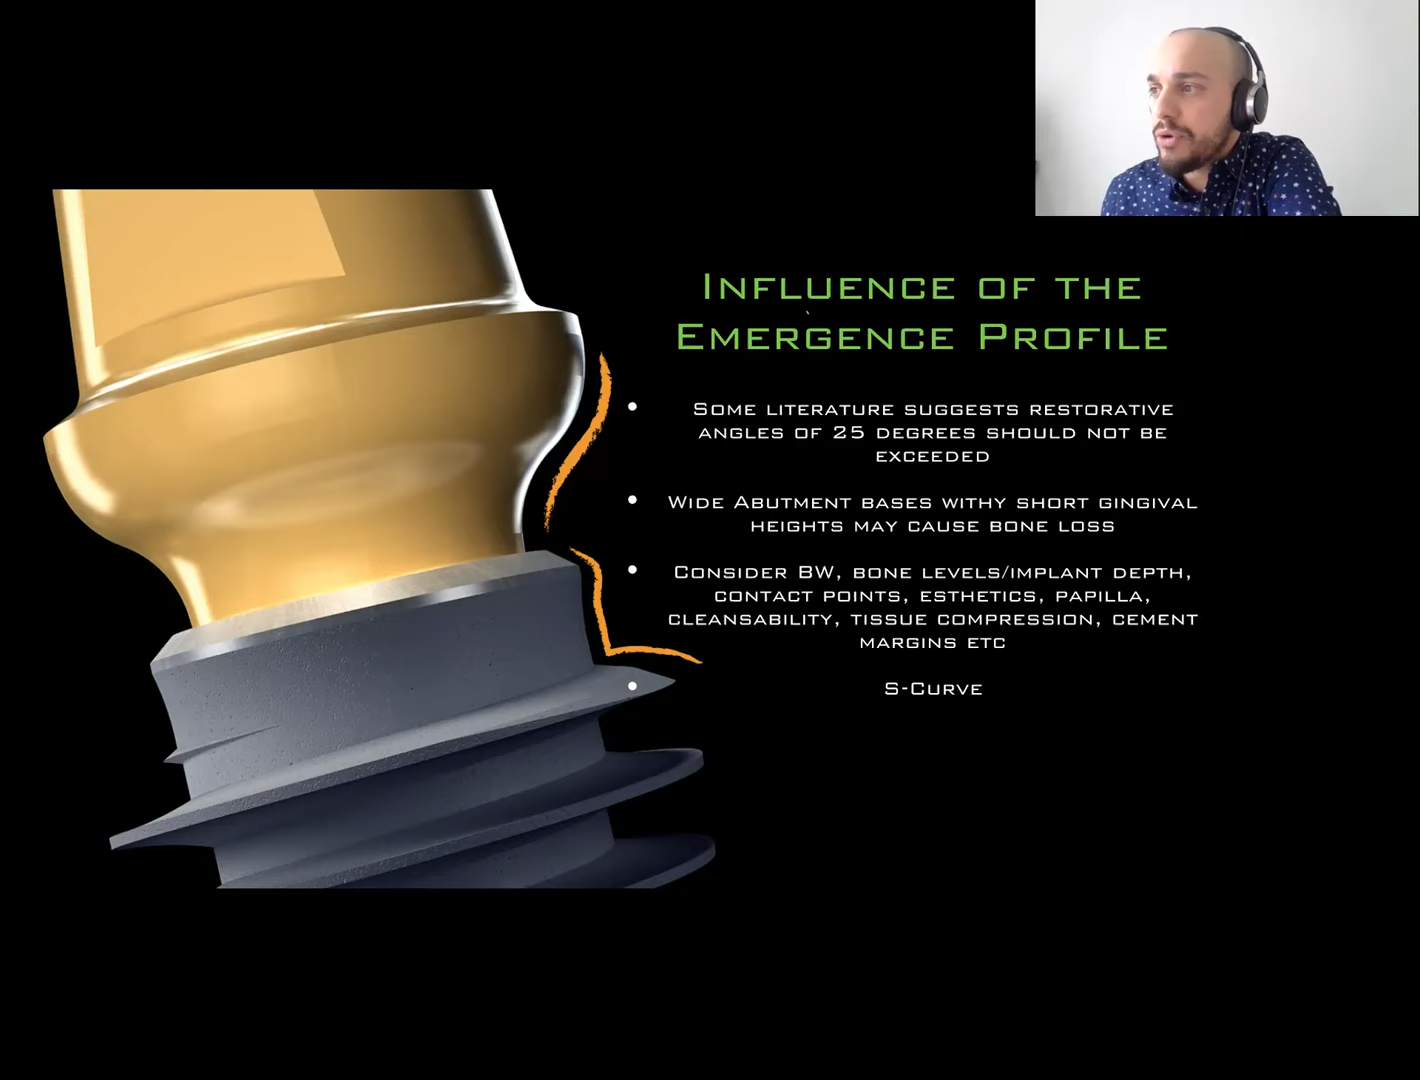 Influence of the
Emergence Profile
• Some literature suggests restorative
angles of 25 degrees should not be
exceeded
• Wide Abutment bases withy short gingival
heights may cause bone loss
• Consider BW, bone levels/implant depth,
contact points, esthetics, papilla,
cleansability, tissue compression, cement
margins etc
• S-Curve